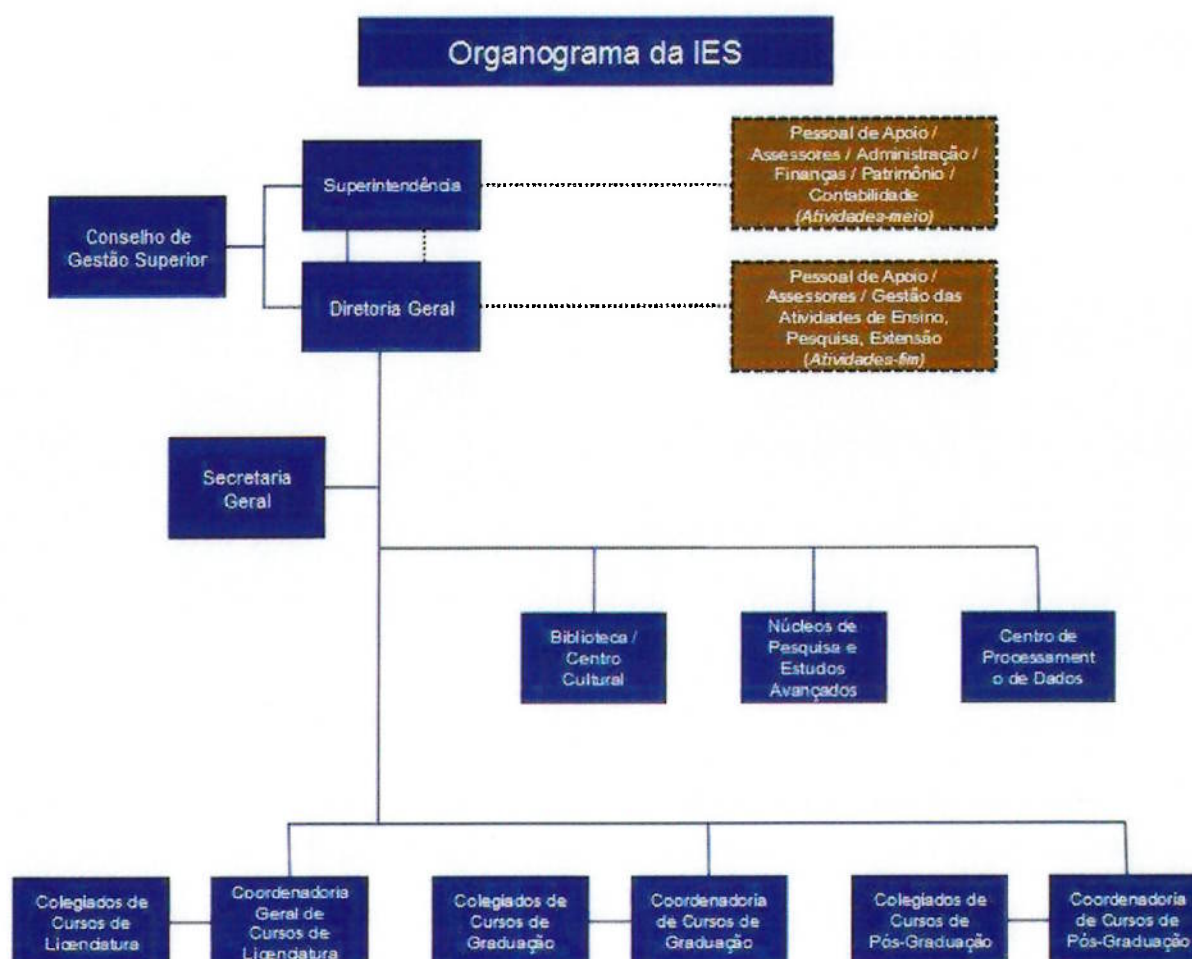 Organograma da IES
Superintendência
Pessoal de Apoio /
Assessores / Administração /
Finanças / Patrimônio /
Contabilidade
(Atividades-meio)
Conselho de
Gestão Superior
Diretoria Geral
Pessoal de Apoio /
Assessores / Gestão das
Atividades de Ensino,
Pesquisa, Extensão
(Atividades-fim)
Secretaria
Geral
Biblioteca /
Centro
Cultural
Núcleos de
Pesquisa e
Estudos
Avançados
Centro de
Processament
o de Dados
Colegiados de
Cursos de
Licendatura
Coordenadoria
Geral de
Cursos de
Licendatura
Colegiados de
Cursos de
Graduação
Coordenadoria
de Cursos de
Graduação
Colegiados de
Cursos de
Pós-Graduação
Coordenadoria
de Cursos de
Pós-Graduação